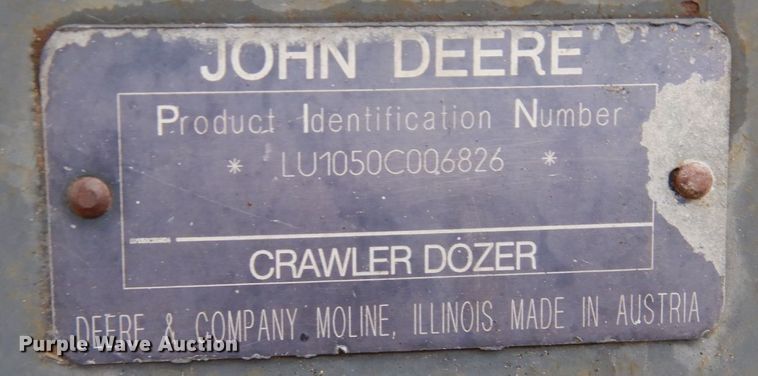 JOHN DEERE
Product Identification Number
* LU1050C006826 *
CRAWLER DOZER
DEERE & COMPANY MOLINE, ILLINOIS MADE IN AUSTRIA
Purple Wave Auction